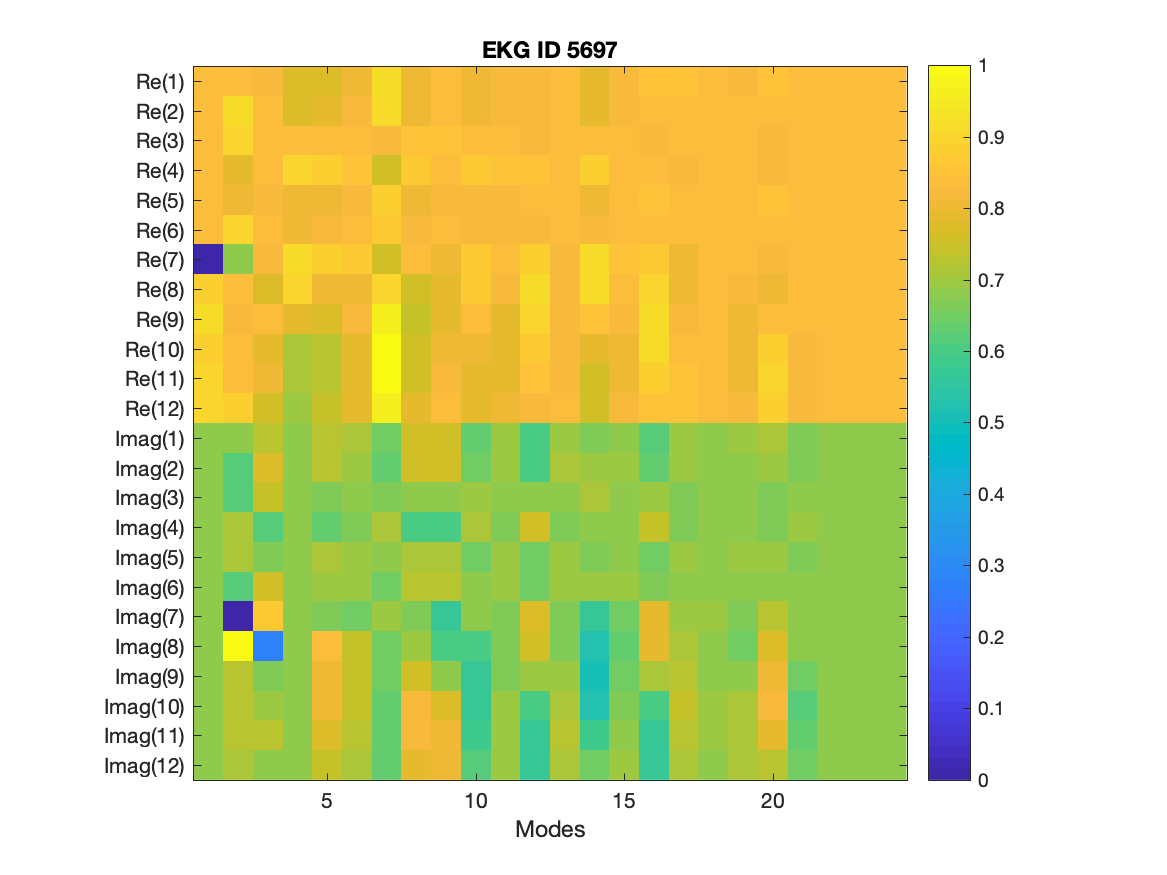 EKG ID 5697
Re(1)
Re(2)
Re(3)
Re(4)
Re(5)
Re(6)
Re(7)
Re(8)
Re(9)
Re(10)
Re(11)
Re(12)
Imag(1)
Imag(2)
Imag(3)
Imag(4)
Imag(5)
Imag(6)
Imag(7)
Imag(8)
Imag(9)
Imag(10)
Imag(11)
Imag(12)
5 10 15 20
Modes
1
0.9
0.8
0.7
0.6
0.5
0.4
0.3
0.2
0.1
0